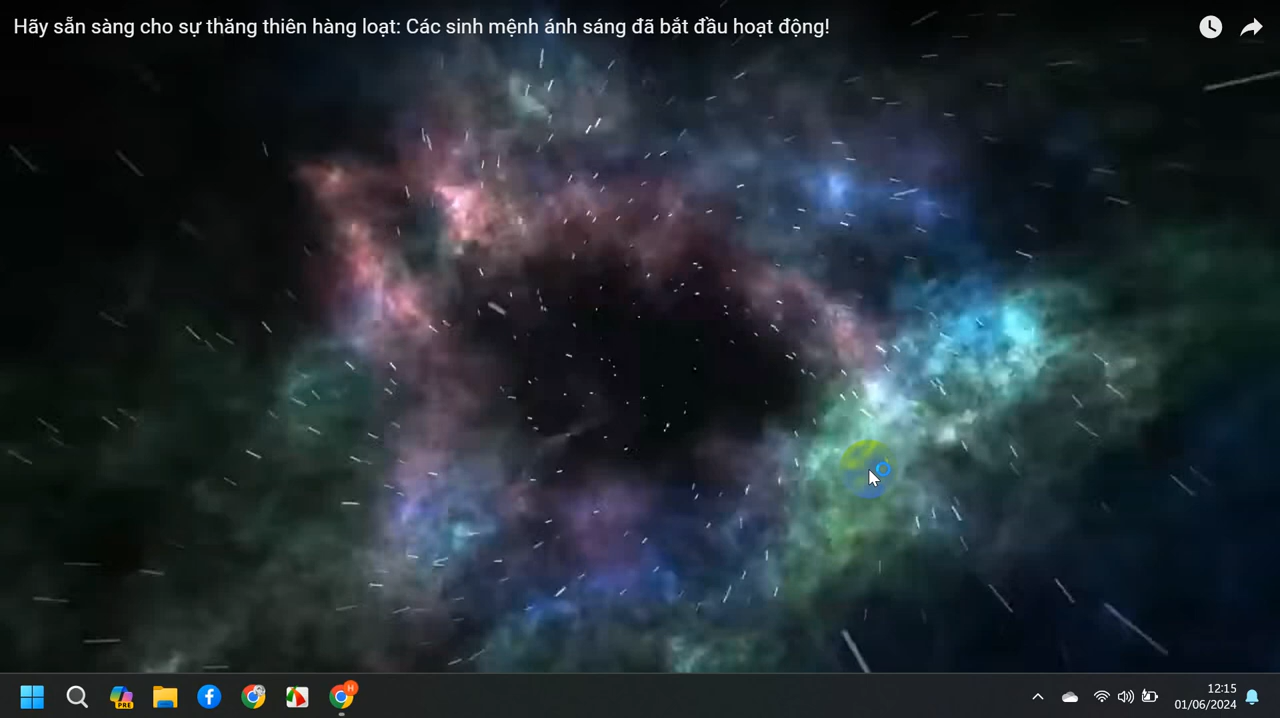 Hãy sẵn sàng cho sự thăng thiên hàng loạt: Các sinh mệnh ánh sáng đã bắt đầu hoạt động!
PRE
H
12:15
01/06/2024